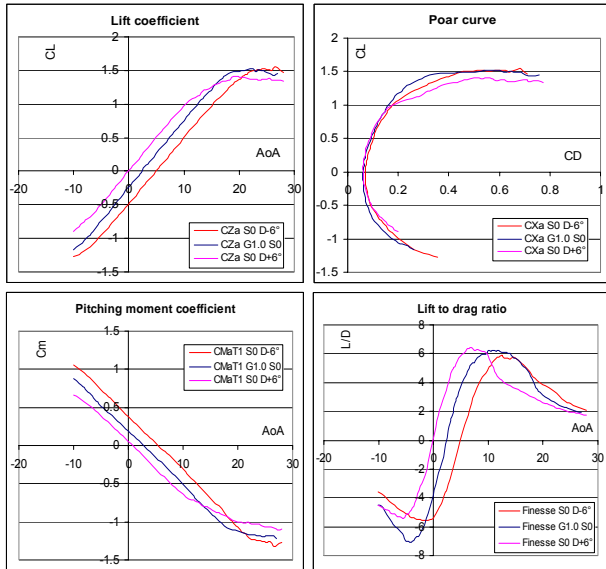 Lift coefficient
CL
1.5
1
0.5
0
-20
-10
0
10
20
30
-0.5
-1
-1.5
AoA
CZa S0 D-6°
CZa G1.0 S0
CZa S0 D+6°
Poar curve
CL
1.5
1
0.5
0
0
0.2
0.4
0.6
0.8
1
-0.5
-1
-1.5
CD
CXa S0 D-6°
CXa G1.0 S0
CXa S0 D+6°
Pitching moment coefficient
Cm
1.5
1
0.5
0
-20
-10
0
10
20
30
-0.5
-1
-1.5
AoA
CMaT1 S0 D-6°
CMaT1 G1.0 S0
CMaT1 S0 D+6°
Lift to drag ratio
L/D
8
6
4
2
0
-20
-10
0
10
20
30
-2
-4
-6
-8
AoA
Finesse S0 D-6°
Finesse G1.0 S0
Finesse S0 D+6°